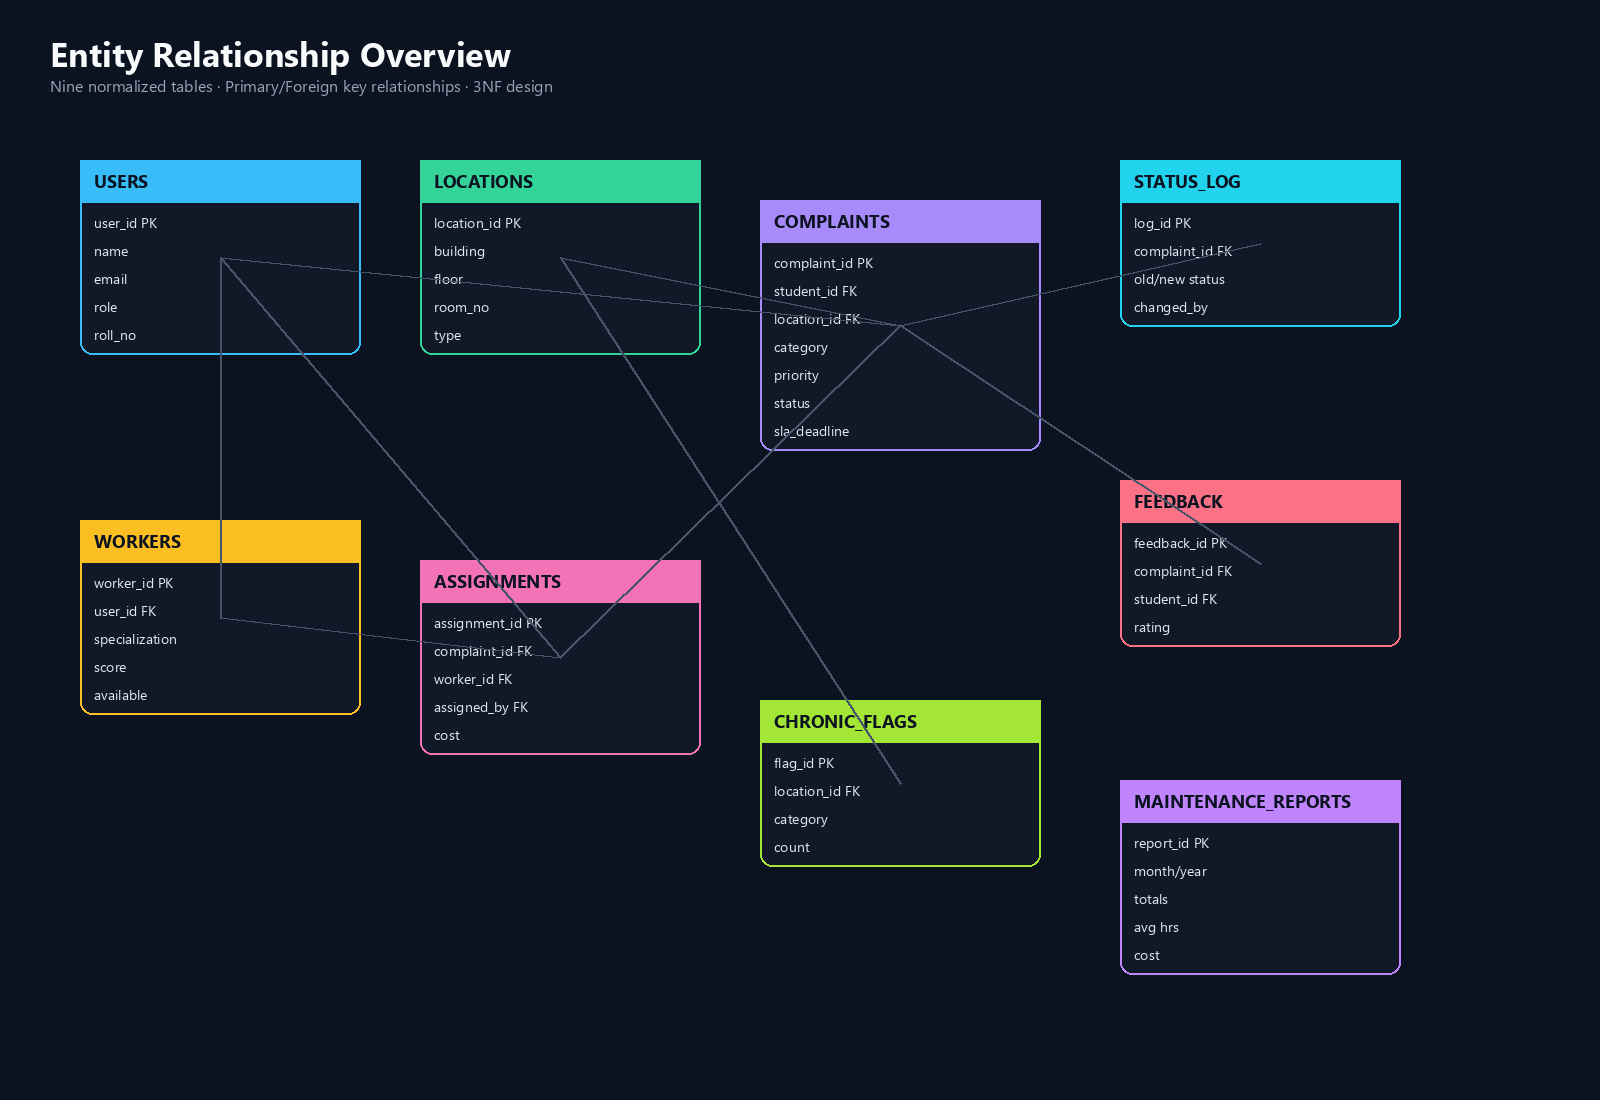 Entity Relationship Overview
Nine normalized tables · Primary/Foreign key relationships · 3NF design
USERS
user_id PK
name
email
role
roll_no
LOCATIONS
location_id PK
building
floor
room_no
type
COMPLAINTS
complaint_id PK
student_id FK
location_id FK
category
priority
status
sla_deadline
STATUS_LOG
log_id PK
complaint_id FK
old/new status
changed_by
WORKERS
worker_id PK
user_id FK
specialization
score
available
ASSIGNMENTS
assignment_id PK
complaint_id FK
worker_id FK
assigned_by FK
cost
CHRONIC_FLAGS
flag_id PK
location_id FK
category
count
FEEDBACK
feedback_id PK
complaint_id FK
student_id FK
rating
MAINTENANCE_REPORTS
report_id PK
month/year
totals
avg hrs
cost